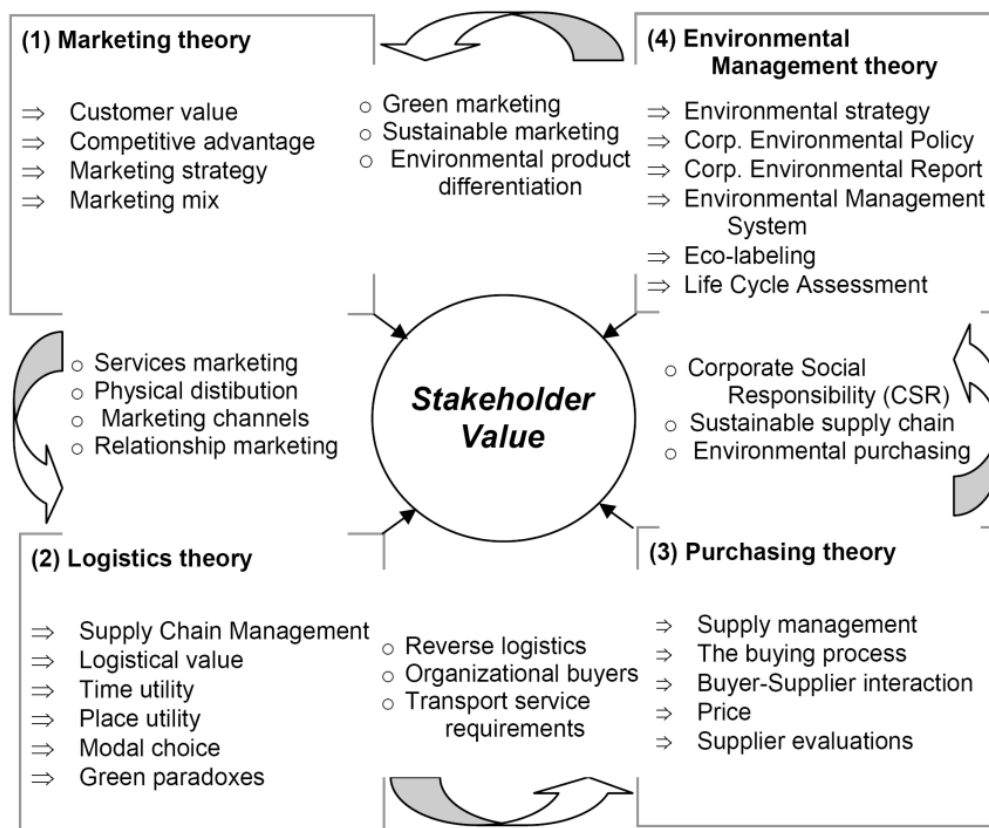 (1) Marketing theory
⇒ Customer value
⇒ Competitive advantage
⇒ Marketing strategy
⇒ Marketing mix
○ Green marketing
○ Sustainable marketing
○ Environmental product
differentiation
(4) Environmental
Management theory
⇒ Environmental strategy
⇒ Corp. Environmental Policy
⇒ Corp. Environmental Report
⇒ Environmental Management
System
⇒ Eco-labeling
⇒ Life Cycle Assessment
○ Services marketing
○ Physical distibution
○ Marketing channels
○ Relationship marketing
Stakeholder
Value
○ Corporate Social
Responsibility (CSR)
○ Sustainable supply chain
○ Environmental purchasing
(2) Logistics theory
⇒ Supply Chain Management
⇒ Logistical value
⇒ Time utility
⇒ Place utility
⇒ Modal choice
⇒ Green paradoxes
○ Reverse logistics
○ Organizational buyers
○ Transport service
requirements
(3) Purchasing theory
⇒ Supply management
⇒ The buying process
⇒ Buyer-Supplier interaction
⇒ Price
⇒ Supplier evaluations